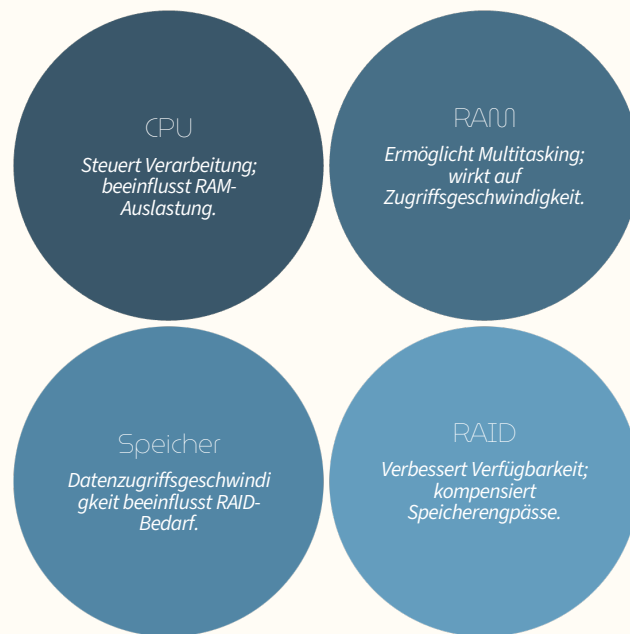 CPU
Steuert Verarbeitung;
beeinflusst RAM-
Auslastung.
RAM
Ermöglicht Multitasking;
wirkt auf
Zugriffsgeschwindigkeit.
Speicher
Datenzugriffsgeschwindi
gkeit beeinflusst RAID-
Bedarf.
RAID
Verbessert Verfügbarkeit;
kompensiert
Speicherengpässe.